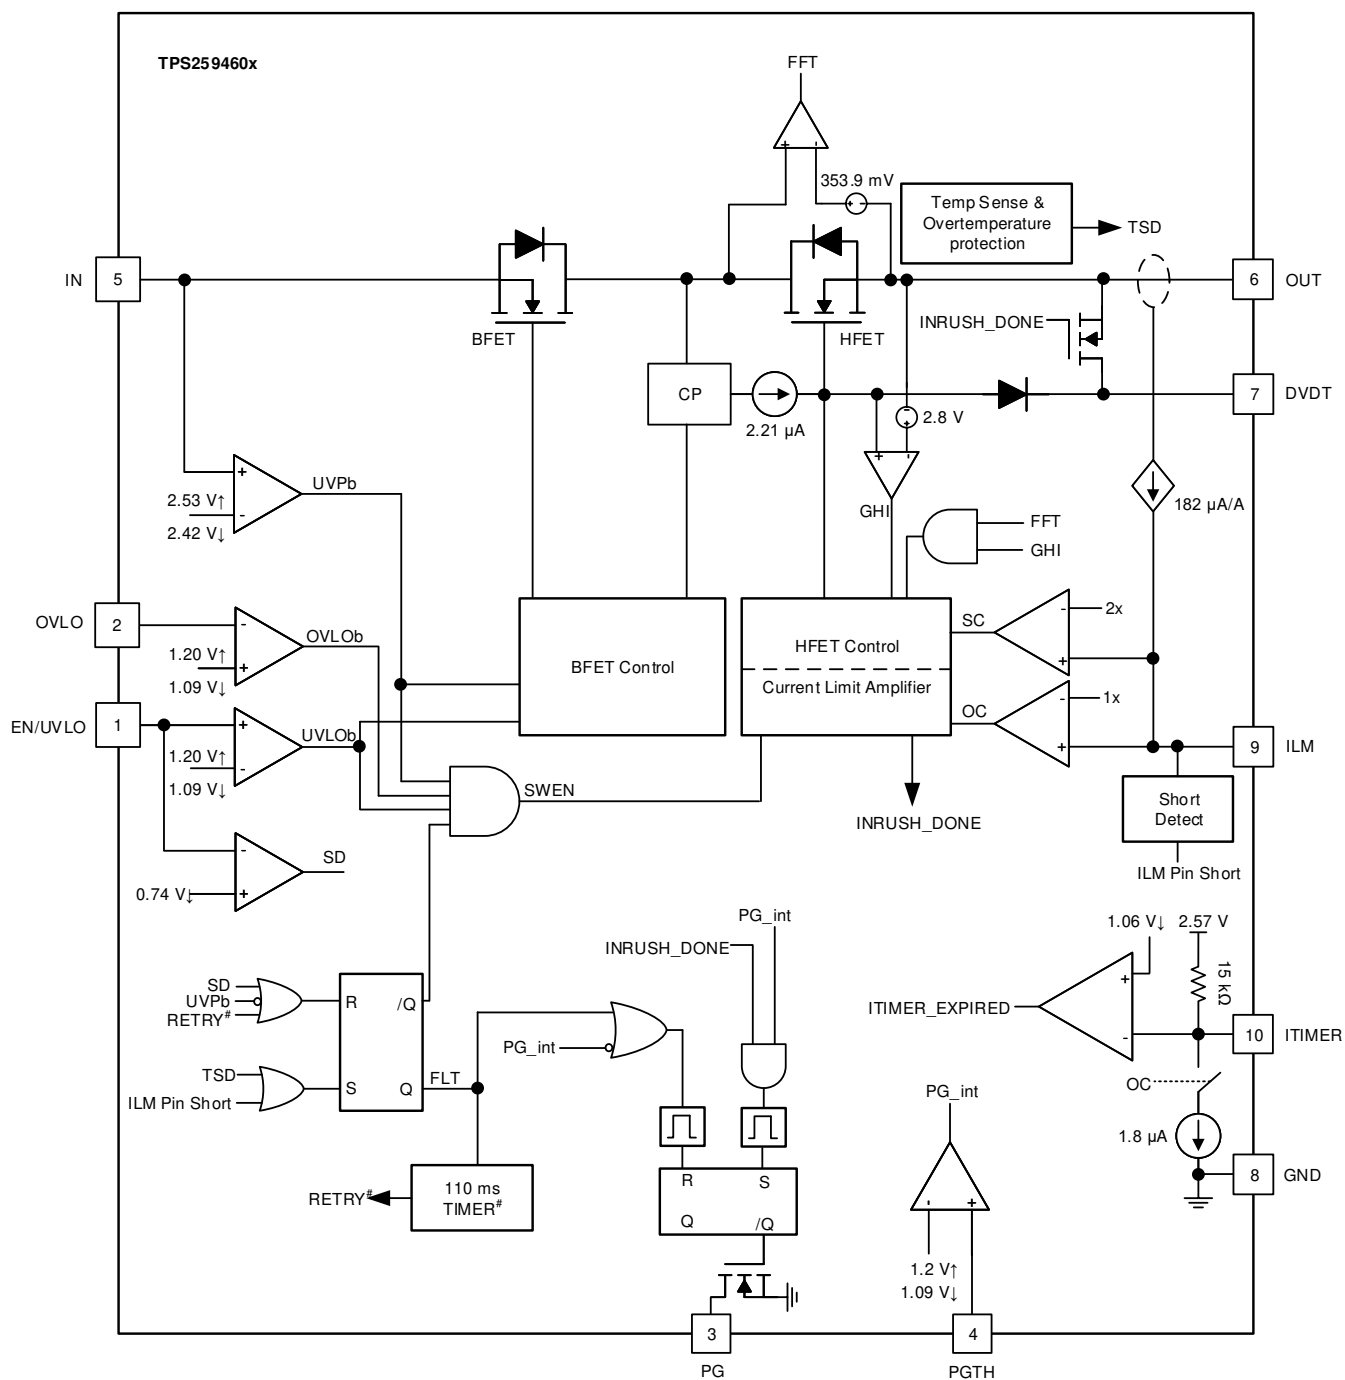 TPS259460x
FFT
353.9 mV
Temp Sense &
Overtemperature
protection
TSD
IN
5
6
OUT
BFET
HFET
INRUSH_DONE
CP
2.21 µA
2.8 V
7
DVDT
+
-
UVPb
2.53 V↑
2.42 V↓
GHI
FFT
GHI
182 µA/A
OVLO
2
-
+
OVLOb
1.20 V↑
1.09 V↓
BFET Control
HFET Control
Current Limit Amplifier
SC
-
2x
+
OC
-
1x
+
EN/UVLO
1
+
-
UVLOb
1.20 V↑
1.09 V↓
9
ILM
SWEN
INRUSH_DONE
Short
Detect
ILM Pin Short
-
+
SD
0.74 V↓
PG_int
INRUSH_DONE
1.06 V↓
2.57 V
15 kΩ
SD
UVPb
RETRY#
R
/Q
ITIMER_EXPIRED
+
-
10
ITIMER
PG_int
TSD
ILM Pin Short
S
Q
FLT
OC
PG_int
1.8 µA
110 ms
TIMER#
RETRY#
R
S
Q
/Q
-
+
8
GND
1.2 V↑
1.09 V↓
3
PG
4
PGTH